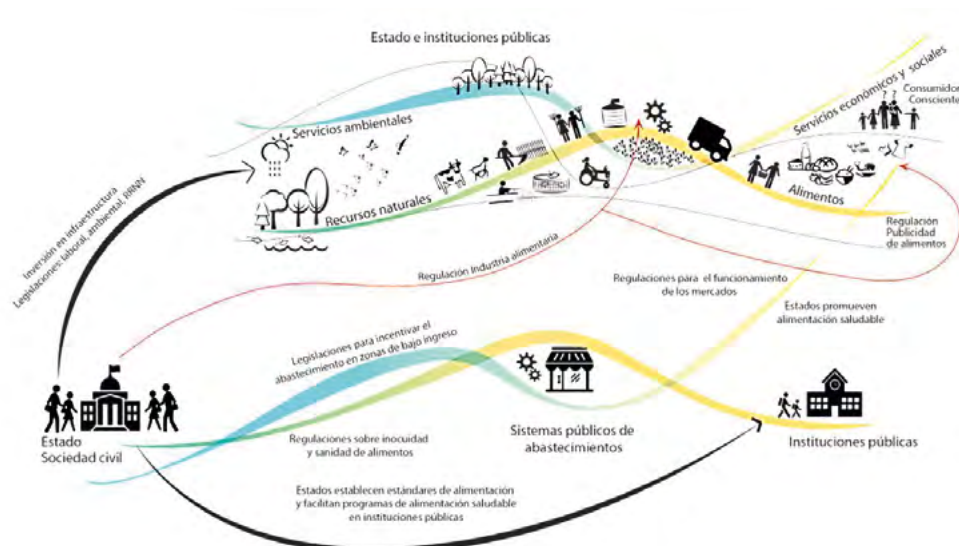 Estado e instituciones públicas
Servicios económicos y sociales
Consumidor
Consciente
? ?
?
Servicios ambientales
Recursos naturales
Alimentos
Regulación
Publicidad
de alimentos
Inversión en infraestructura
Legislaciones: laboral, ambiental, RRNN
Regulación Industria alimentaria
Regulaciones para el funcionamiento
de los mercados
Estados promueven
alimentación saludable
Legislaciones para incentivar el
abastecimiento en zonas de bajo ingreso
Estado
Sociedad civil
Regulaciones sobre inocuidad
y sanidad de alimentos
Sistemas públicos de
abastecimientos
Instituciones públicas
Estados establecen estándares de alimentación
y facilitan programas de alimentación saludable
en instituciones públicas